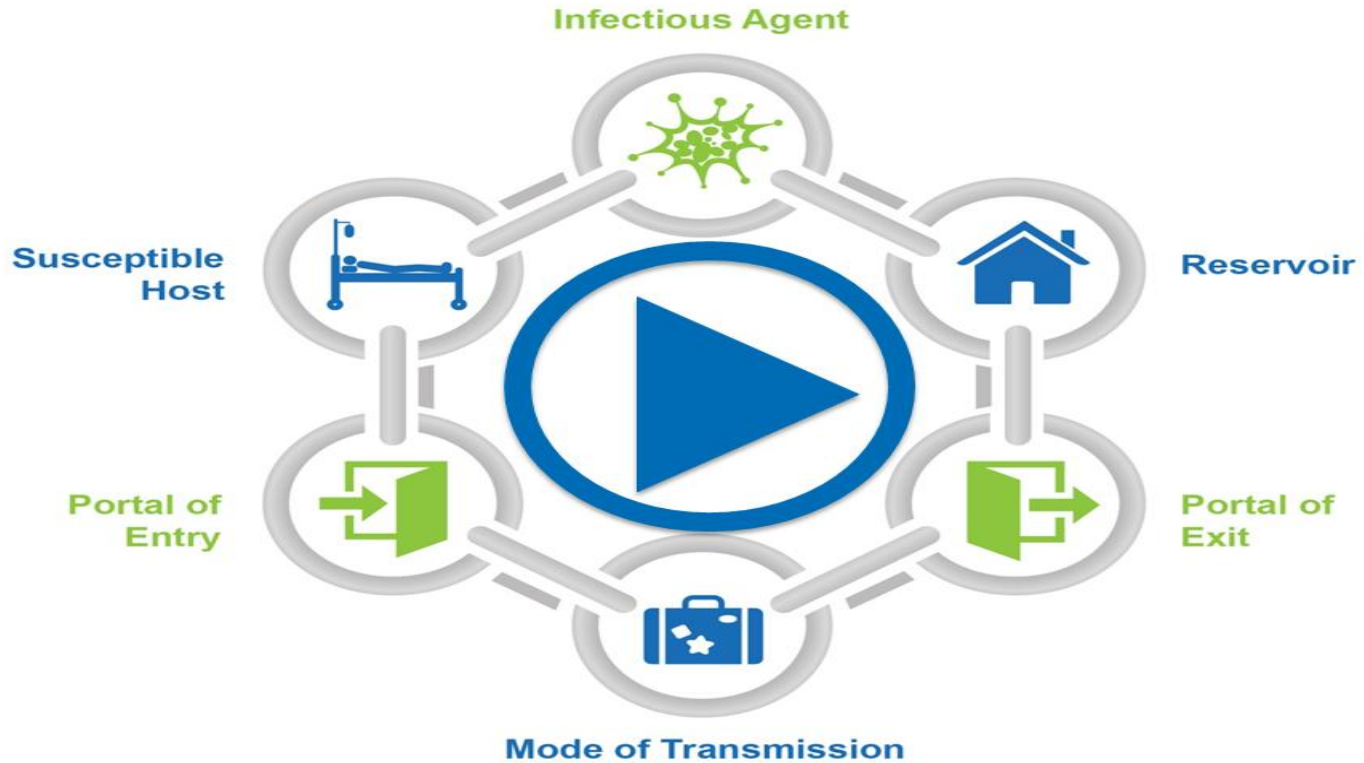 Infectious Agent
Susceptible
Host
Reservoir
Portal of
Entry
Portal of
Exit
Mode of Transmission